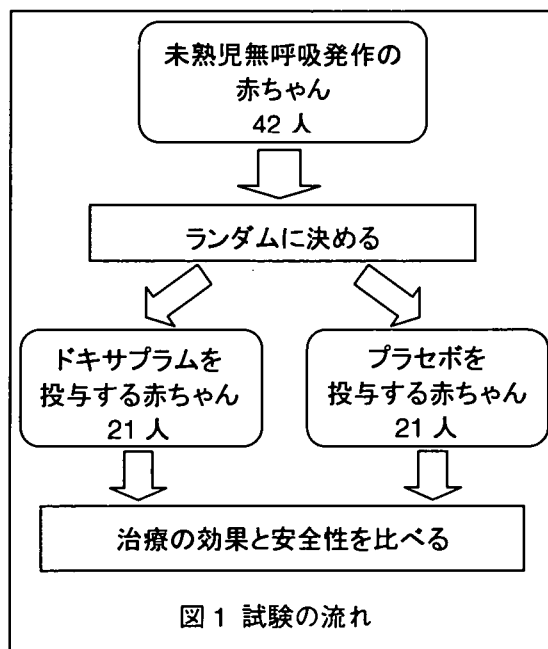 未熟児無呼吸発作の
赤ちゃん
42 人
ランダムに決める
ドキサプラムを
投与する赤ちゃん
21 人
プラセボを
投与する赤ちゃん
21 人
治療の効果と安全性を比べる
図 1 試験の流れ